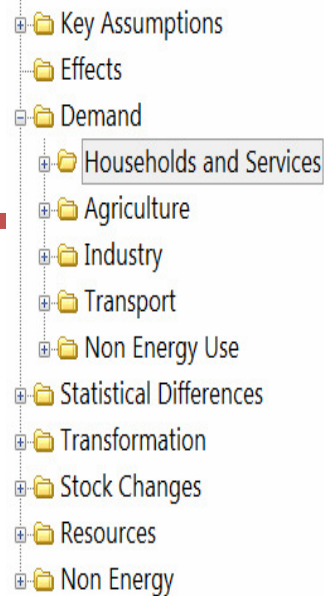 Key Assumptions
Effects
Demand
Households and Services
Agriculture
Industry
Transport
Non Energy Use
Statistical Differences
Transformation
Stock Changes
Resources
Non Energy